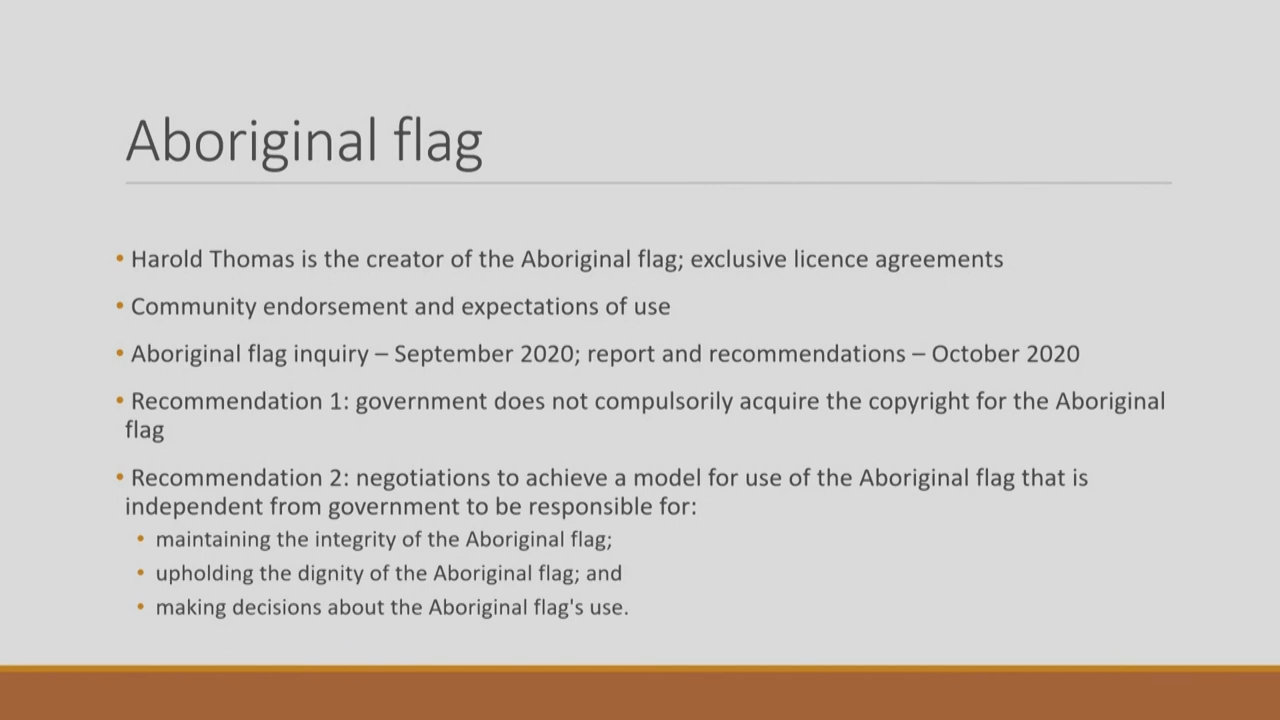 Aboriginal flag
• Harold Thomas is the creator of the Aboriginal flag; exclusive licence agreements
• Community endorsement and expectations of use
• Aboriginal flag inquiry – September 2020; report and recommendations – October 2020
• Recommendation 1: government does not compulsorily acquire the copyright for the Aboriginal
flag
• Recommendation 2: negotiations to achieve a model for use of the Aboriginal flag that is
independent from government to be responsible for:
• maintaining the integrity of the Aboriginal flag;
• upholding the dignity of the Aboriginal flag; and
• making decisions about the Aboriginal flag's use.